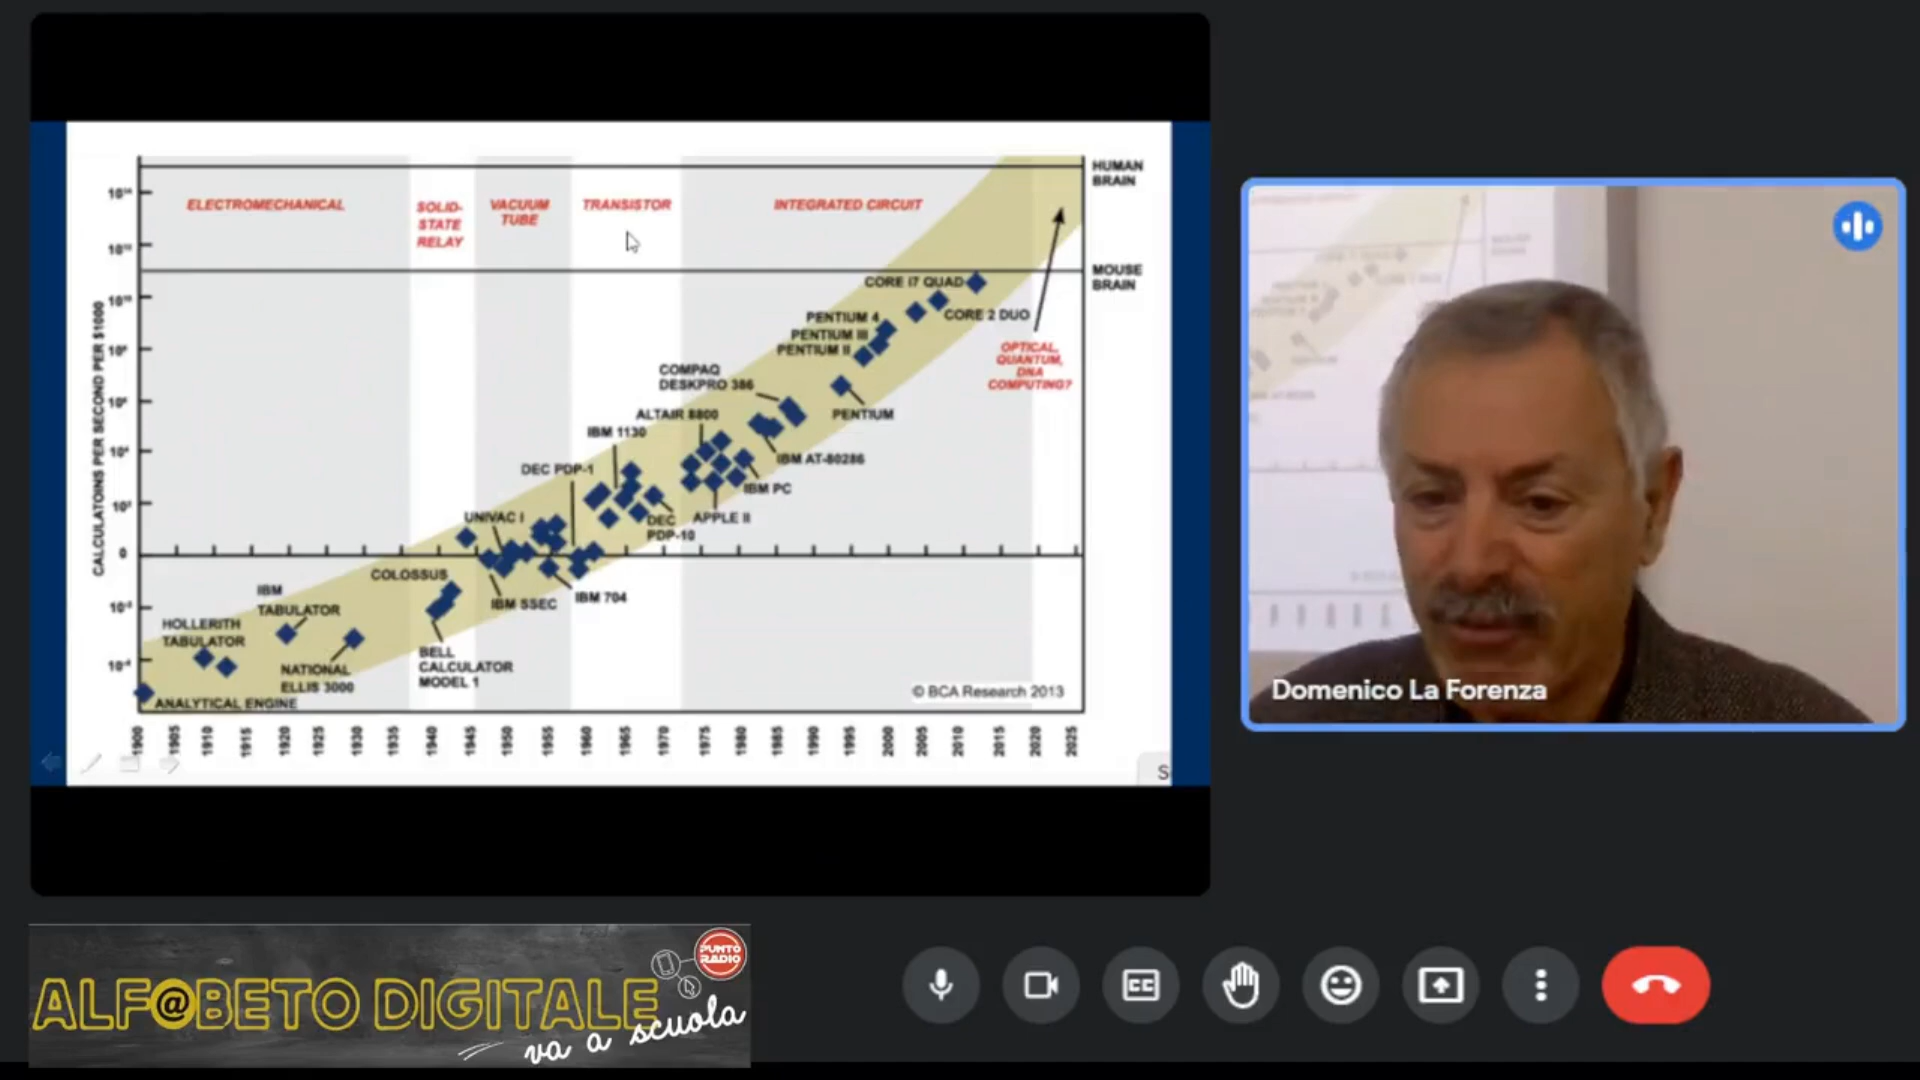 HUMAN
BRAIN
ELECTROMECHANICAL
SOLID-
STATE
RELAY
VACUUM
TUBE
TRANSISTOR
INTEGRATED CIRCUIT
MOUSE
BRAIN
CORE I7 QUAD
CORE 2 DUO
PENTIUM 4
PENTIUM III
PENTIUM II
OPTICAL,
QUANTUM,
DNA
COMPUTING?
COMPAQ
DESKPRO 386
PENTIUM
ALTAIR 8800
IBM 1130
IBM AT-80286
DEC PDP-1
IBM PC
UNIVAC I
DEC
PDP-10
APPLE II
COLOSSUS
IBM
TABULATOR
IBM SSEC
IBM 704
HOLLERITH
TABULATOR
NATIONAL
ELLIS 3000
BELL
CALCULATOR
MODEL 1
ANALYTICAL ENGINE
© BCA Research 2013
CALCULATOINS PER SECOND PER $1000
0
1900 1905 1910 1915 1920 1925 1930 1935 1940 1945 1950 1955 1960 1965 1970 1975 1980 1985 1990 1995 2000 2005 2010 2015 2020 2025
S
Domenico La Forenza
PUNTO
RADIO
ALF@BETO DIGITALE
va a scuola
CC